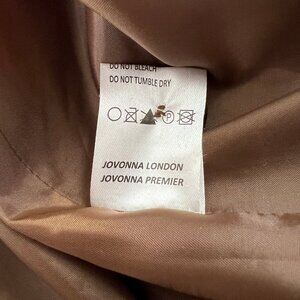 DO NOT BLEACH
DO NOT TUMBLE DRY
P
JOVONNA LONDON
JOVONNA PREMIER